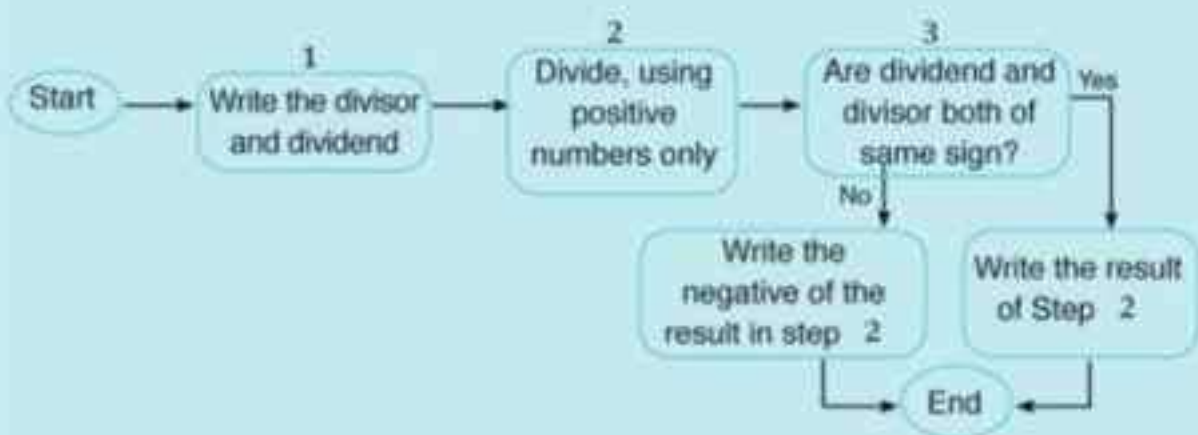 Start
1
Write the divisor
and dividend
2
Divide, using
positive
numbers only
3
Are dividend and
divisor both of
same sign?
Yes
No
Write the
negative of the
result in step 2
Write the result
of Step 2
End